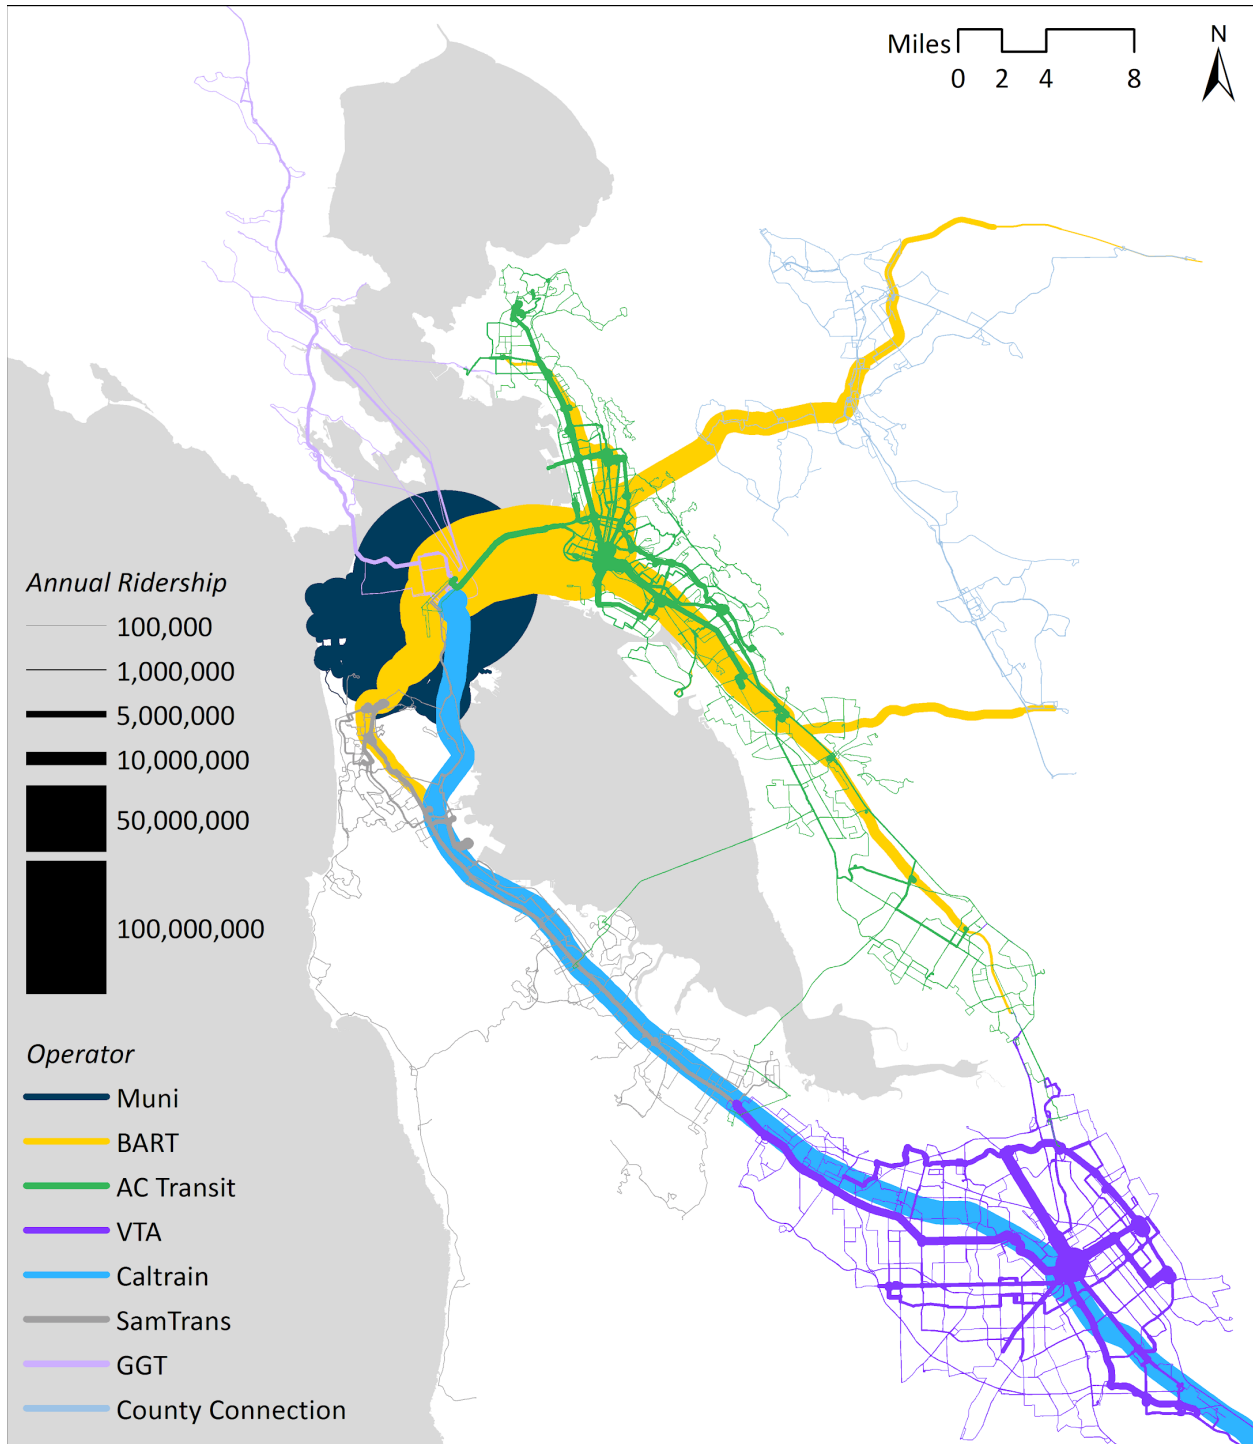 Miles
0 2 4 8
N
Annual Ridership
100,000
1,000,000
5,000,000
10,000,000
50,000,000
100,000,000
Operator
Muni
BART
AC Transit
VTA
Caltrain
SamTrans
GGT
County Connection